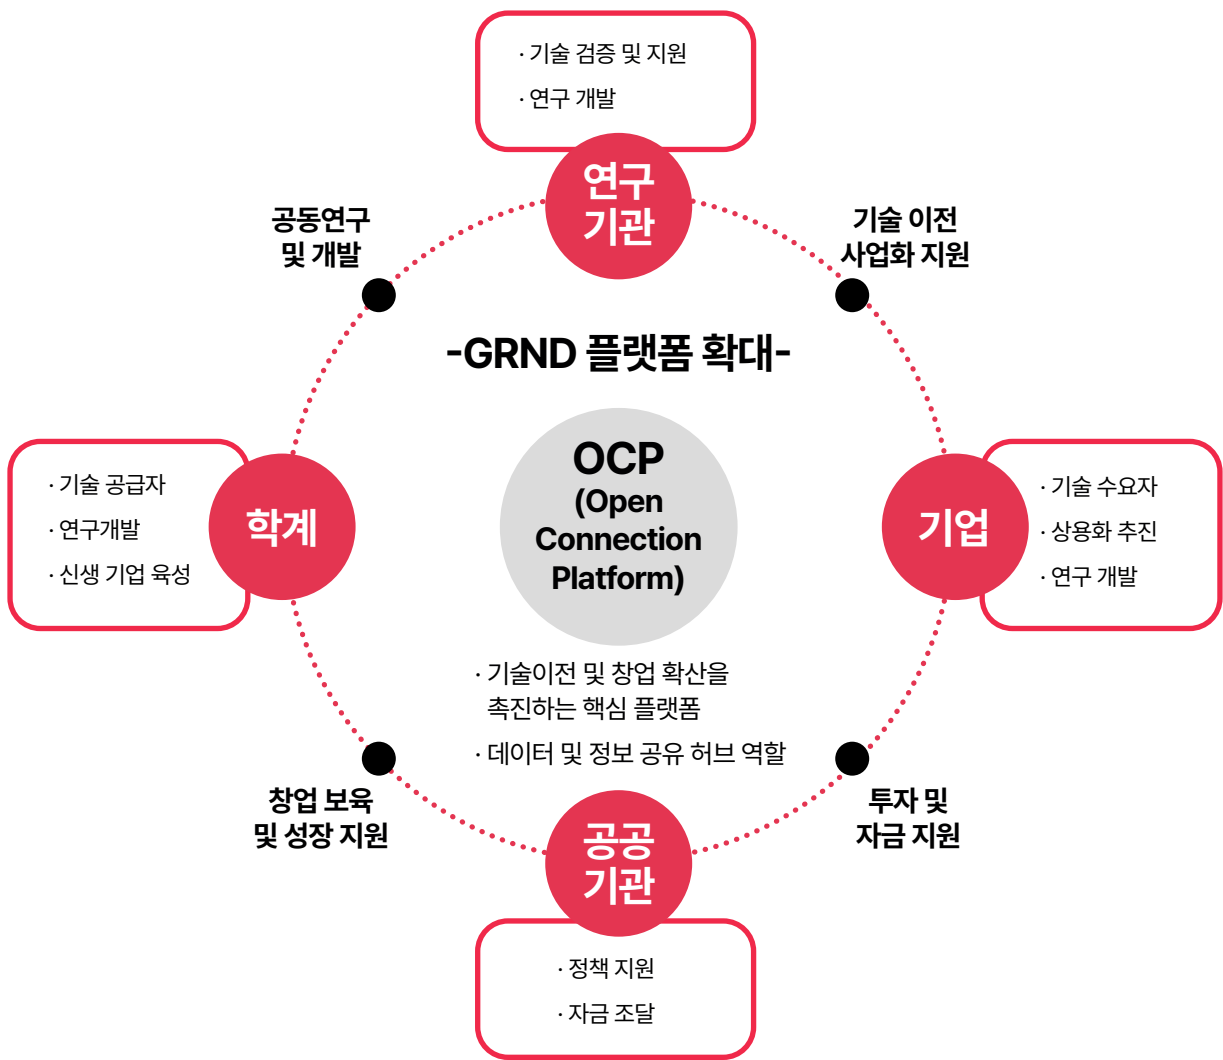 · 기술 검증 및 지원
· 연구 개발
연구
기관
공동연구
및 개발
기술 이전
사업화 지원
-GRND 플랫폼 확대-
OCP
(Open
Connection
Platform)
· 기술 공급자
· 연구개발
· 신생 기업 육성
학계
기업
· 기술 수요자
· 상용화 추진
· 연구 개발
· 기술이전 및 창업 확산을
촉진하는 핵심 플랫폼
· 데이터 및 정보 공유 허브 역할
창업 보육
및 성장 지원
투자 및
자금 지원
공공
기관
· 정책 지원
· 자금 조달